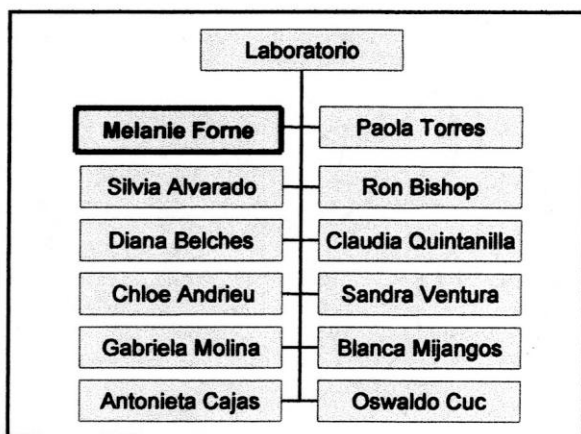 Laboratorio
Melanie Forne
Paola Torres
Silvia Alvarado
Ron Bishop
Diana Belches
Claudia Quintanilla
Chloe Andrieu
Sandra Ventura
Gabriela Molina
Blanca Mijangos
Antonieta Cajas
Oswaldo Cuc